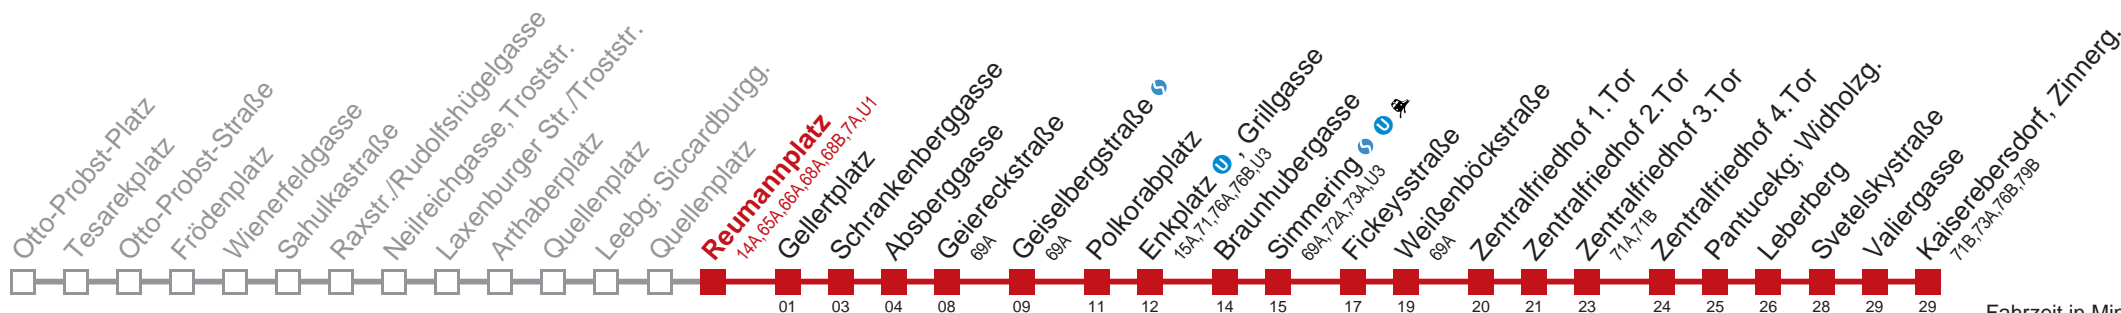 Otto-Probst-Platz
Tesarekplatz
Otto-Probst-Straße
Frödenplatz
Wienerfeldgasse
Sahulkastraße
Raxstr./Rudolfshügelgasse
Neilreichgasse, Troststr.
Laxenburger Str./Troststr.
Arthaberplatz
Quellenplatz
Leebg; Siccardburgg.
Quellenplatz
Reumannplatz
14A,65A,66A,68A,68B,7A,U1
Gellertplatz
Schrankenberggasse
Absberggasse
Geiereckstraße
69A
Geiselbergstraße S
69A
Polkorabplatz
Enkplatz U , Grillgasse
15A,71,76A,76B,U3
Braunhubergasse
Simmering S U
69A,72A,73A,U3
Fickeysstraße
Weißenböckstraße
69A
Zentralfriedhof 1.Tor
Zentralfriedhof 2.Tor
Zentralfriedhof 3.Tor
71A,71B
Zentralfriedhof 4.Tor
Pantucekg; Widholzg.
Leberberg
Svetelskystraße
Valiergasse
Kaiserebersdorf, Zinnerg.
71B,73A,76B,79B
01 03 04 08 09 11 12 14 15 17 19 20 21 23 24 25 26 28 29 29
Fahrzeit in